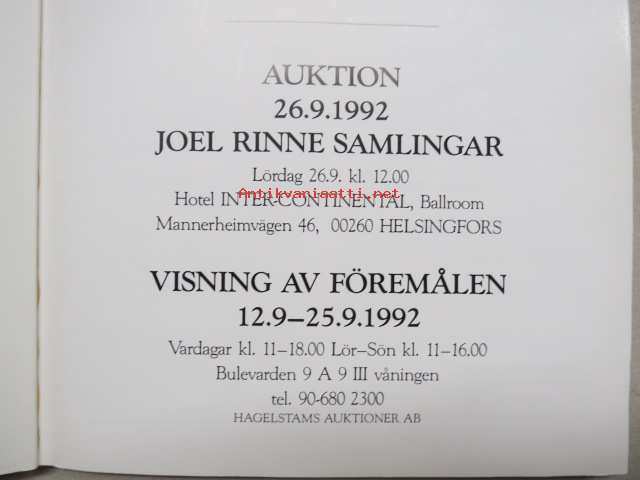 AUKTION
26.9.1992
JOEL RINNE SAMLINGAR
Lördag 26.9. kl. 12.00
Antikvariaatti.net
Hotel INTER-CONTINENTAL, Ballroom
Mannerheimvägen 46, 00260 HELSINGFORS
VISNING AV FÖREMÅLEN
12.9–25.9.1992
Vardagar kl. 11–18.00 Lör–Sön kl. 11–16.00
Bulevarden 9 A 9 III våningen
tel. 90-680 2300
HAGELSTAMS AUKTIONER AB